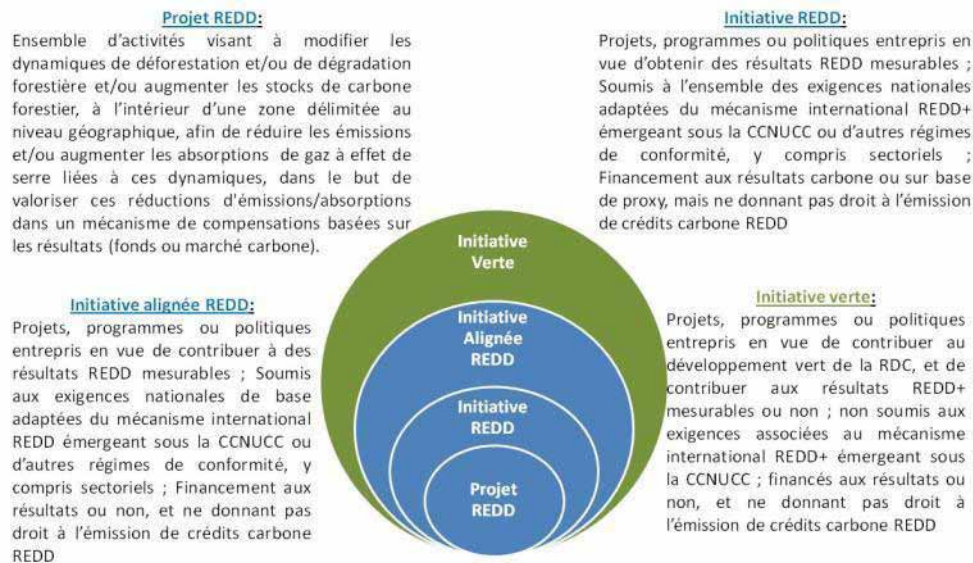 Projet REDD:
Ensemble d'activités visant à modifier les
dynamiques de déforestation et/ou de dégradation
forestière et/ou augmenter les stocks de carbone
forestier, à l'intérieur d'une zone délimitée au
niveau géographique, afin de réduire les émissions
et/ou augmenter les absorptions de gaz à effet de
serre liées à ces dynamiques, dans le but de
valoriser ces réductions d'émissions/absorptions
dans un mécanisme de compensations basées sur
les résultats (fonds ou marché carbone).
Initiative REDD:
Projets, programmes ou politiques entrepris en
vue d'obtenir des résultats REDD mesurables ;
Soumis à l'ensemble des exigences nationales
adaptées du mécanisme international REDD+
émergeant sous la CCNUCC ou d'autres régimes
de conformité, y compris sectoriels ;
Financement aux résultats carbone ou sur base
de proxy, mais ne donnant pas droit à l'émission
de crédits carbone REDD
Initiative alignée REDD:
Projets, programmes ou politiques
entrepris en vue de contribuer à des
résultats REDD mesurables ; Soumis
aux exigences nationales de base
adaptées du mécanisme international
REDD émergeant sous la CCNUCC ou
d'autres régimes de conformité, y
compris sectoriels ; Financement aux
résultats ou non, et ne donnant pas
droit à l'émission de crédits carbone
REDD
Initiative
Verte
Initiative
Alignée
REDD
Initiative
REDD
Projet
REDD
Initiative verte:
Projets, programmes ou politiques
entrepris en vue de contribuer au
développement vert de la RDC, et de
contribuer aux résultats REDD+
mesurables ou non ; non soumis aux
exigences associées au mécanisme
international REDD+ émergeant sous
la CCNUCC ; financés aux résultats ou
non, et ne donnant pas droit à
l'émission de crédits carbone REDD